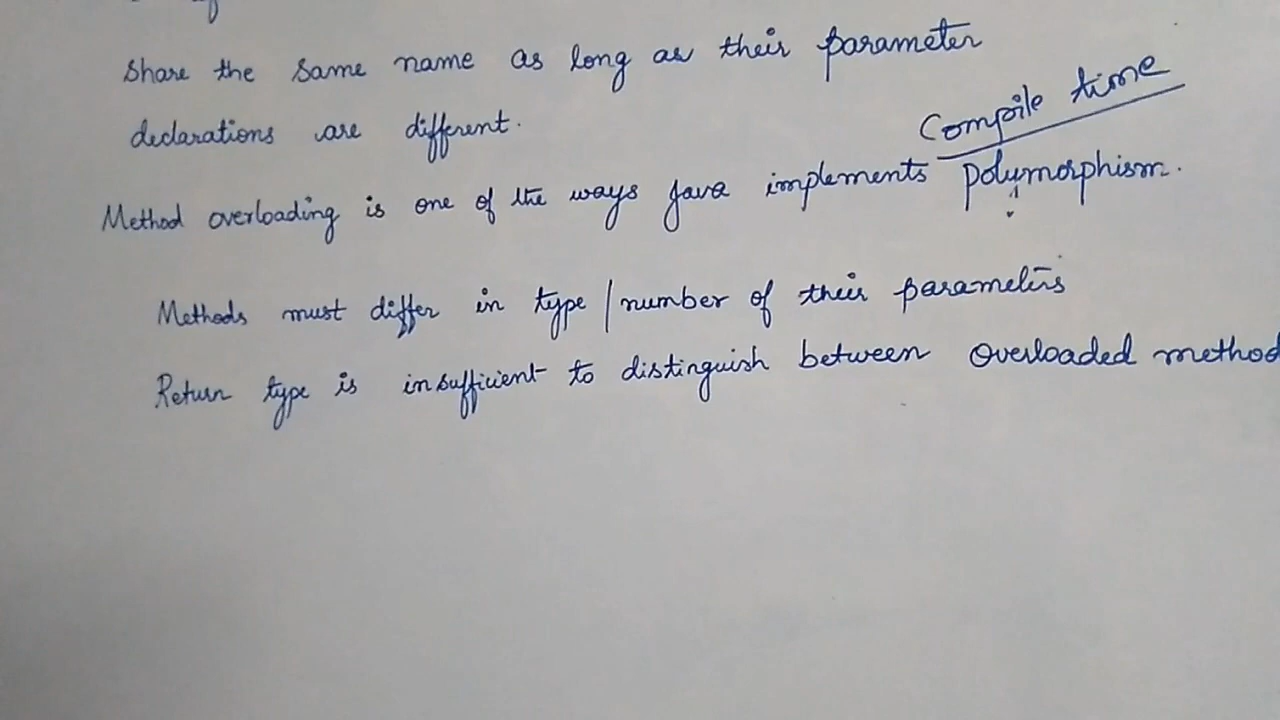 Share the same name as long as their parameter
declarations are different.
Compile time
Method overloading is one of the ways Java implements polymorphism.
Methods must differ in type / number of their parameters
Return type is insufficient to distinguish between overloaded method